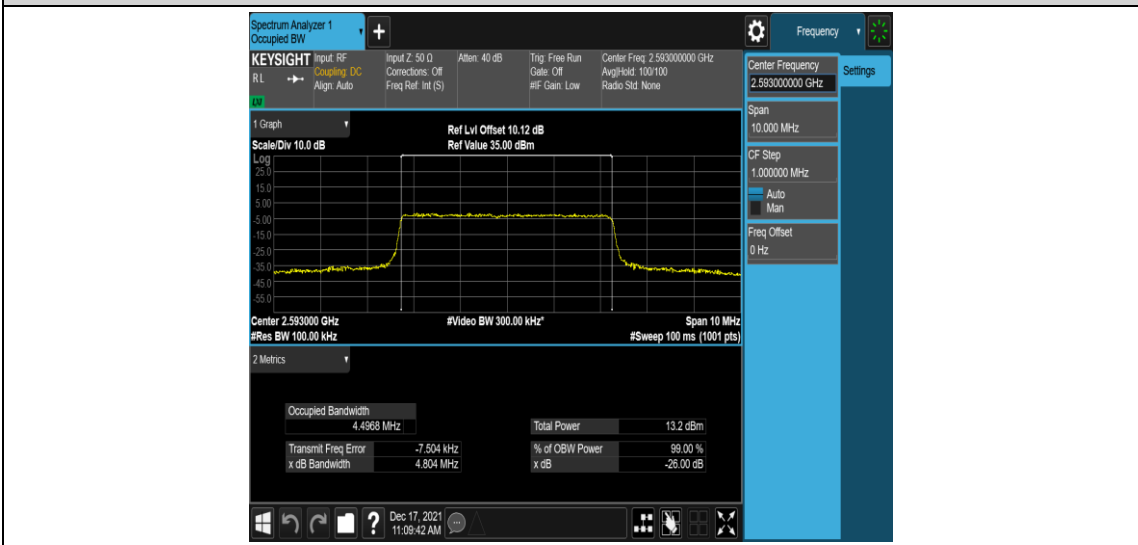 Spectrum Analyzer 1
Occupied BW
+
Frequency
KEYSIGHT
RL
LXI
Input: RF
Coupling: DC
Align: Auto
Input Z: 50 Ω
Corrections: Off
Freq Ref: Int (S)
Atten: 40 dB
Trig: Free Run
Gate: Off
#IF Gain: Low
Center Freq: 2.593000000 GHz
Avg|Hold: 100/100
Radio Std: None
Center Frequency
2.593000000 GHz
Settings
Span
10.000 MHz
CF Step
1.000000 MHz
Auto
Man
Freq Offset
0 Hz
1 Graph
Scale/Div 10.0 dB
Ref Lvl Offset 10.12 dB
Ref Value 35.00 dBm
Log
25.0
15.0
5.00
-5.00
-15.0
-25.0
-35.0
-45.0
-55.0
Center 2.593000 GHz
#Res BW 100.00 kHz
#Video BW 300.00 kHz*
Span 10 MHz
#Sweep 100 ms (1001 pts)
2 Metrics
Occupied Bandwidth
4.4968 MHz
Transmit Freq Error -7.504 kHz
x dB Bandwidth 4.804 MHz
Total Power 13.2 dBm
% of OBW Power 99.00 %
x dB -26.00 dB
?
Dec 17, 2021
11:09:42 AM